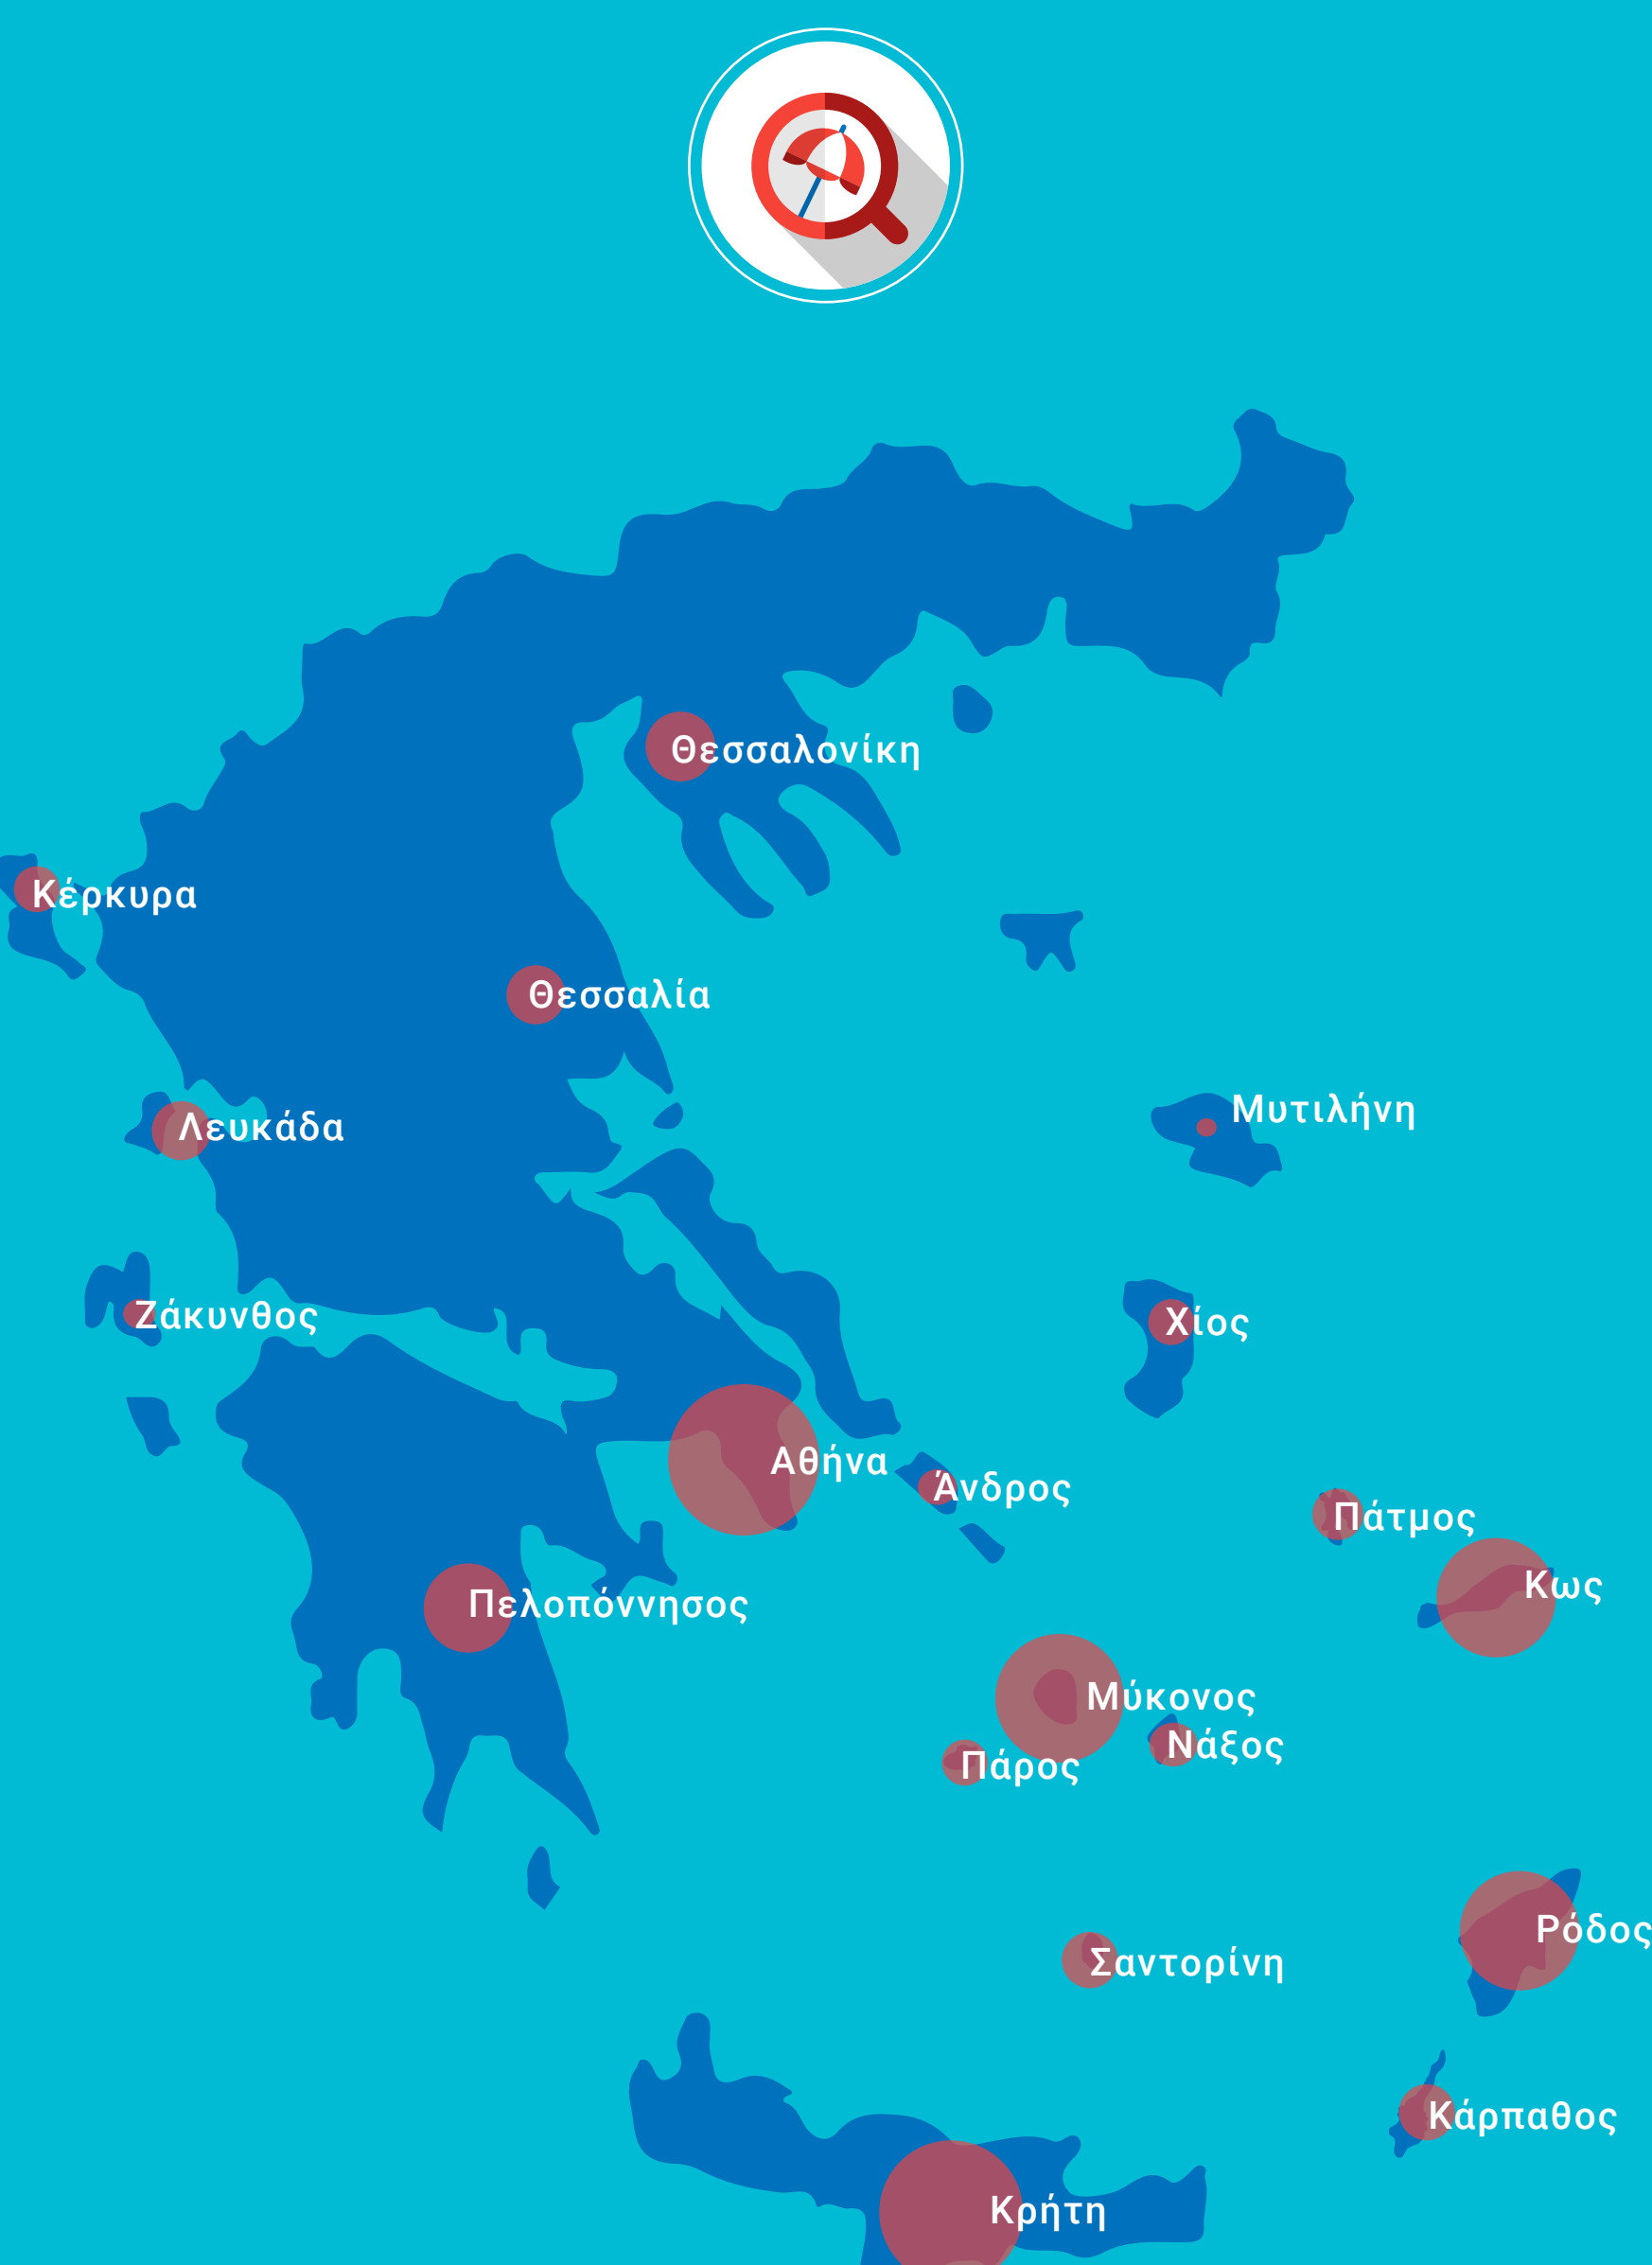 Θεσσαλονίκη
Κέρκυρα
Θεσσαλία
Μυτιλήνη
Λευκάδα
Ζάκυνθος
Χίος
Αθήνα
Άνδρος
Πάτμος
Κως
Πελοπόννησος
Μύκονος
Νάξος
Πάρος
Ρόδος
Σαντορίνη
Κάρπαθος
Κρήτη